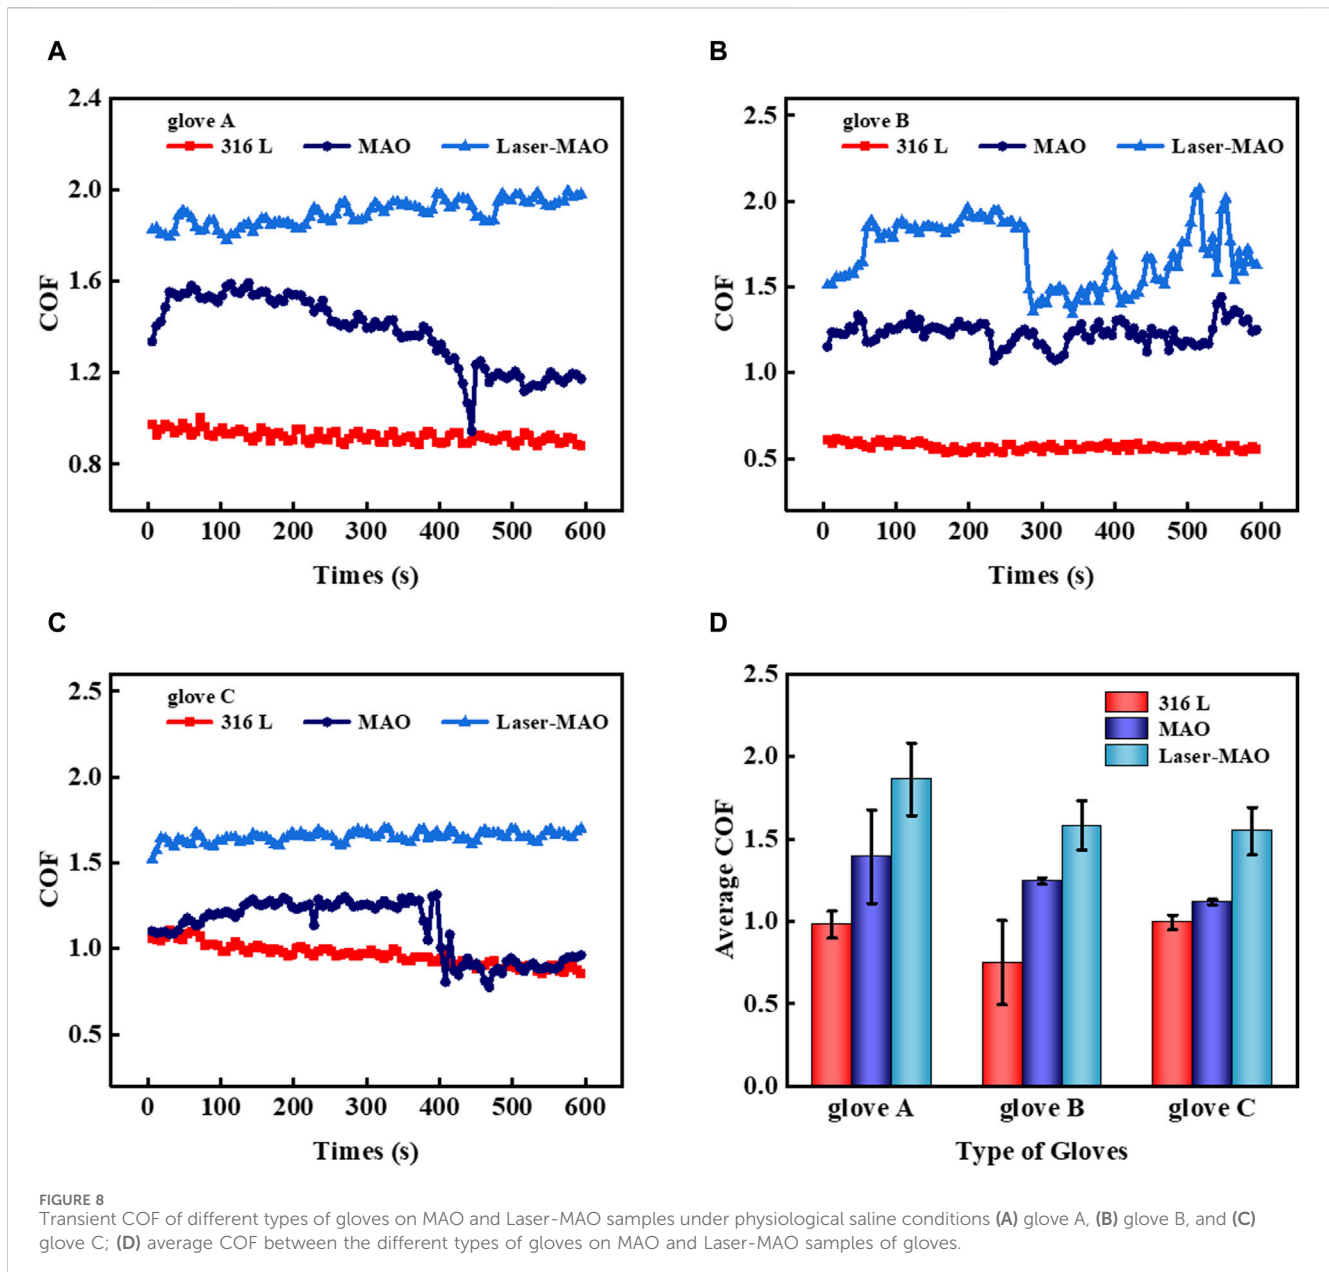 A
glove A
316 L MAO Laser-MAO
2.4
2.0
1.6
1.2
0.8
COF
0 100 200 300 400 500 600
Times (s)
B
glove B
316 L MAO Laser-MAO
2.5
2.0
1.5
1.0
0.5
COF
0 100 200 300 400 500 600
Times (s)
C
glove C
316 L MAO Laser-MAO
2.5
2.0
1.5
1.0
0.5
COF
0 100 200 300 400 500 600
Times (s)
D
316 L
MAO
Laser-MAO
2.5
2.0
1.5
1.0
0.5
0.0
Average COF
glove A glove B glove C
Type of Gloves
FIGURE 8
Transient COF of different types of gloves on MAO and Laser-MAO samples under physiological saline conditions (A) glove A, (B) glove B, and (C)
glove C; (D) average COF between the different types of gloves on MAO and Laser-MAO samples of gloves.